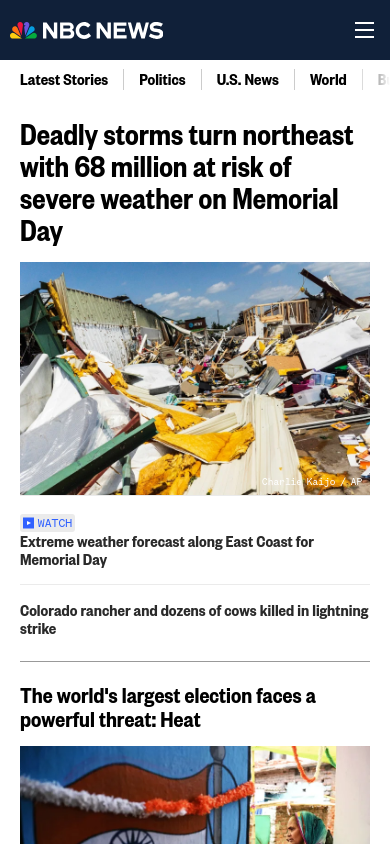 NBC NEWS
Latest Stories
Politics
U.S. News
World
Deadly storms turn northeast
with 68 million at risk of
severe weather on Memorial
Day
Charlie Kaijo / AP
WATCH
Extreme weather forecast along East Coast for
Memorial Day
Colorado rancher and dozens of cows killed in lightning
strike
The world's largest election faces a
powerful threat: Heat